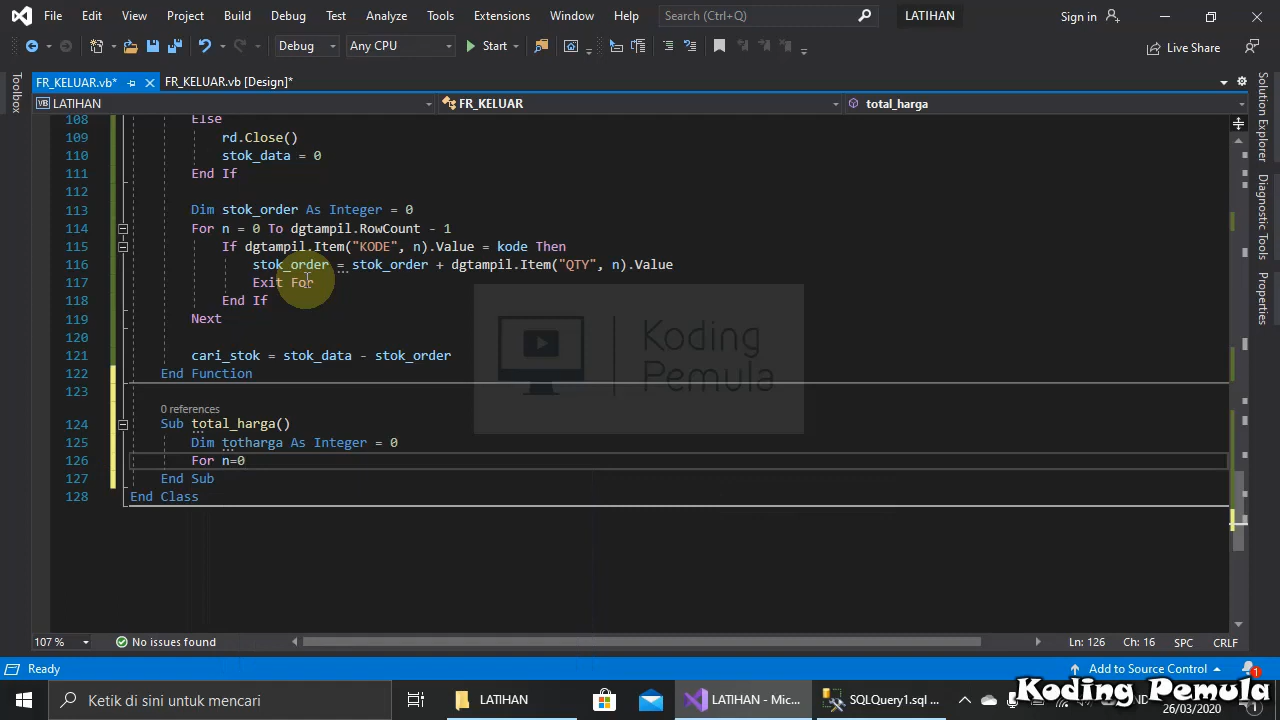 File Edit View Project Build Debug Test Analyze Tools Extensions Window Help Search (Ctrl+Q) LATIHAN Sign in
Debug Any CPU Start Live Share
FR_KELUAR.vb* FR_KELUAR.vb [Design]*
LATIHAN FR_KELUAR total_harga
Toolbox
108 Else
109 rd.Close()
110 stok_data = 0
111 End If
112
113 Dim stok_order As Integer = 0
114 For n = 0 To dgtampil.RowCount - 1
115 If dgtampil.Item("KODE", n).Value = kode Then
116 stok_order = stok_order + dgtampil.Item("QTY", n).Value
117 Exit For
118 End If
119 Next
120
121 cari_stok = stok_data - stok_order
122 End Function
123
0 references
124 Sub total_harga()
125 Dim totharga As Integer = 0
126 For n=0
127 End Sub
128 End Class
Koding
Pemula
Solution Explorer
Diagnostic Tools
Properties
107 % No issues found Ln: 126 Ch: 16 SPC CRLF
Ready Add to Source Control 1
Ketik di sini untuk mencari LATIHAN LATIHAN - Mic... SQLQuery1.sql ...
Koding Pemula
26/03/2020